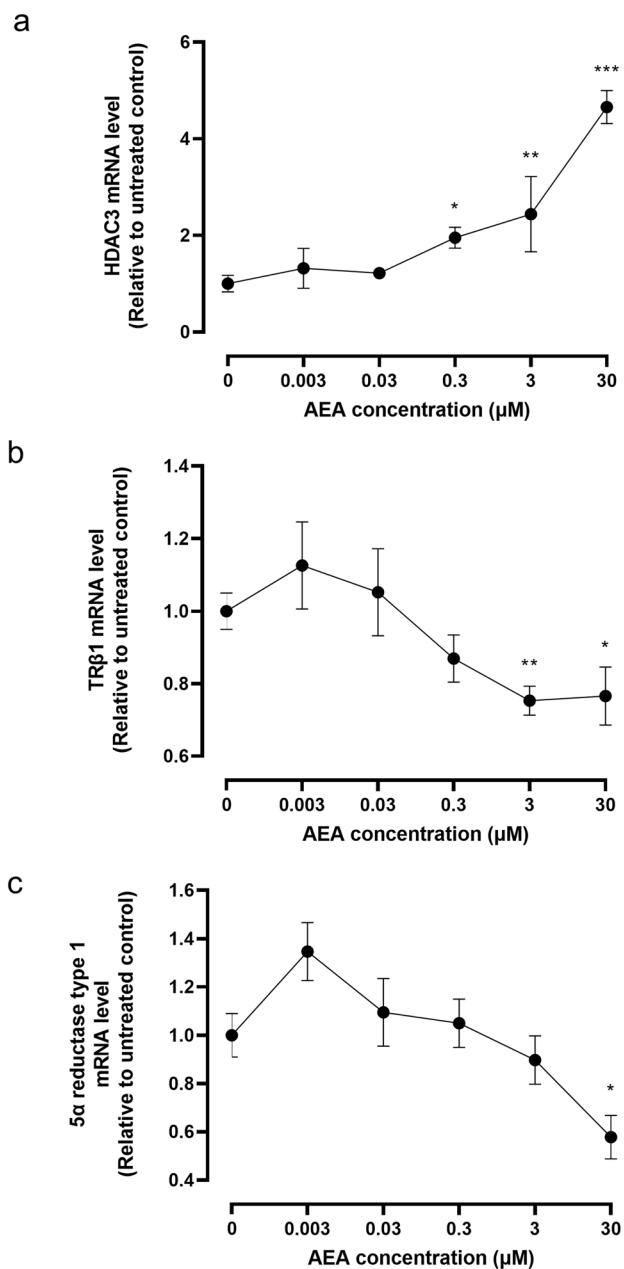 a
HDAC3 mRNA level
(Relative to untreated control)
6
4
2
0
*
**
***
0 0.003 0.03 0.3 3 30
AEA concentration (µM)
b
TRβ1 mRNA level
(Relative to untreated control)
1.4
1.2
1.0
0.8
0.6
**
*
0 0.003 0.03 0.3 3 30
AEA concentration (µM)
c
5α reductase type 1
mRNA level
(Relative to untreated control)
1.6
1.4
1.2
1.0
0.8
0.6
0.4
*
0 0.003 0.03 0.3 3 30
AEA concentration (µM)